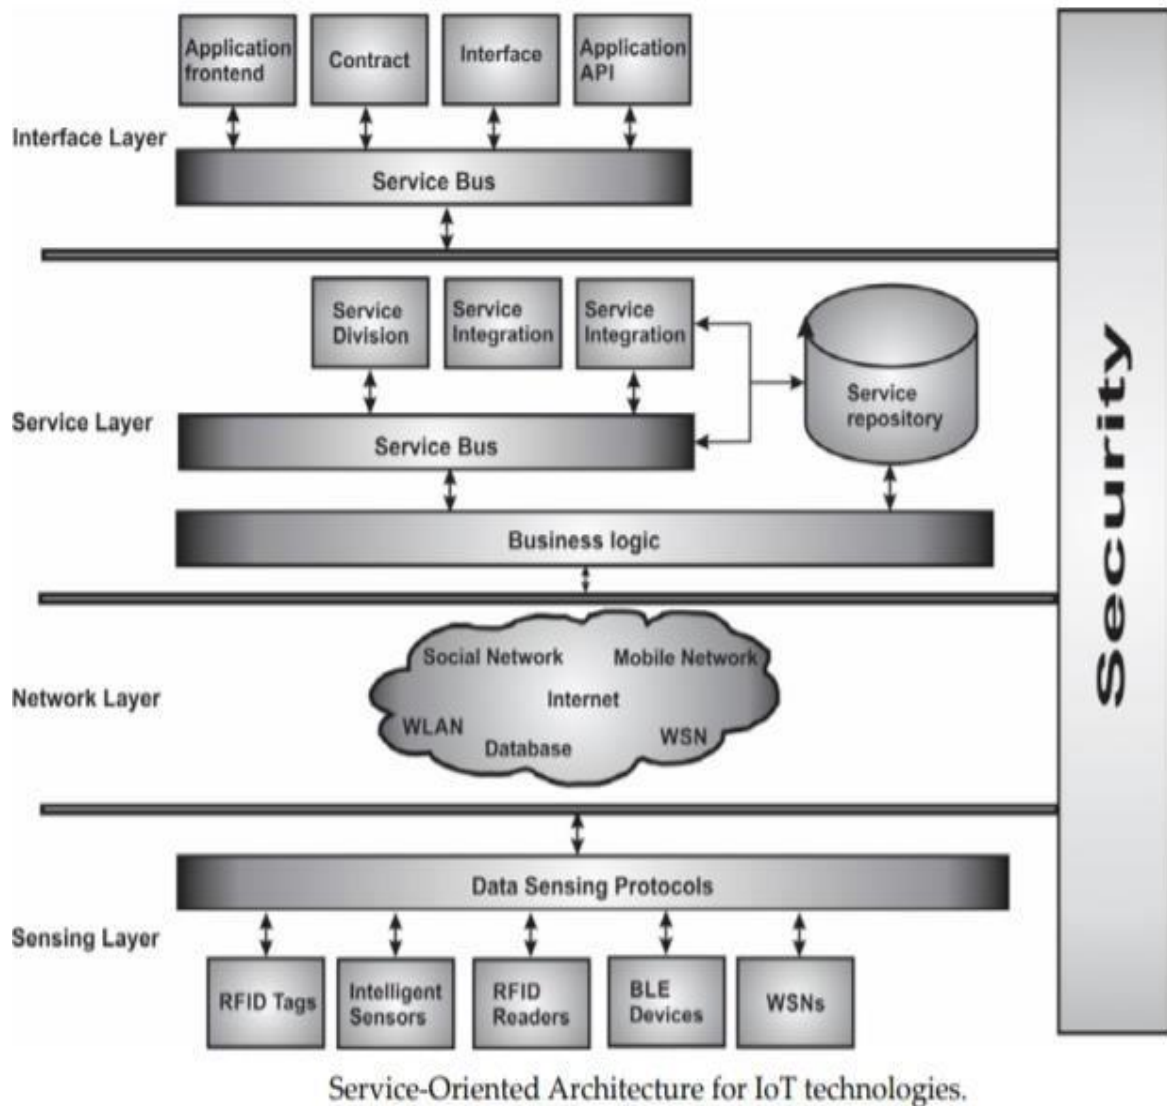 Application
frontend
Contract
Interface
Application
API
Interface Layer
Service Bus
Service
Division
Service
Integration
Service
Integration
Service
repository
Service Layer
Service Bus
Business logic
Social Network
Mobile Network
Internet
Network Layer
WLAN
WSN
Database
Data Sensing Protocols
Sensing Layer
RFID Tags
Intelligent
Sensors
RFID
Readers
BLE
Devices
WSNs
Security
Service-Oriented Architecture for IoT technologies.